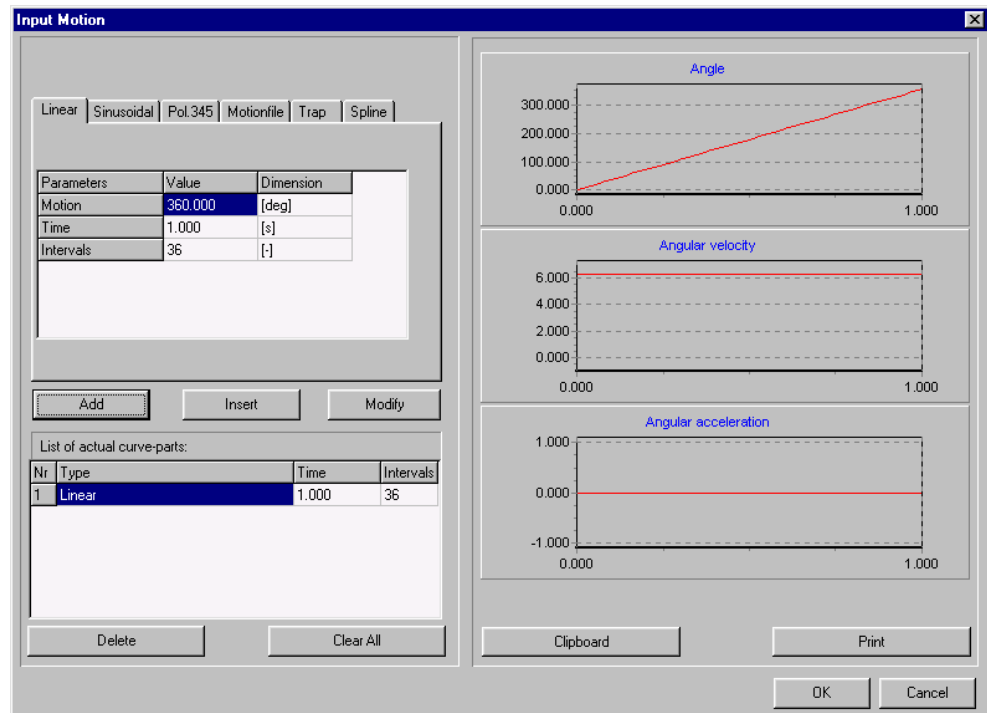 Input Motion
Linear Sinusoidal Pol.345 Motionfile Trap Spline
Parameters Value Dimension
Motion 360.000 [deg]
Time 1.000 [s]
Intervals 36 [-]
Add Insert Modify
List of actual curve-parts:
Nr Type Time Intervals
1 Linear 1.000 36
Delete Clear All
Angle
300.000
200.000
100.000
0.000
0.000 1.000
Angular velocity
6.000
4.000
2.000
0.000
0.000 1.000
Angular acceleration
1.000
0.000
-1.000
0.000 1.000
Clipboard Print
OK Cancel